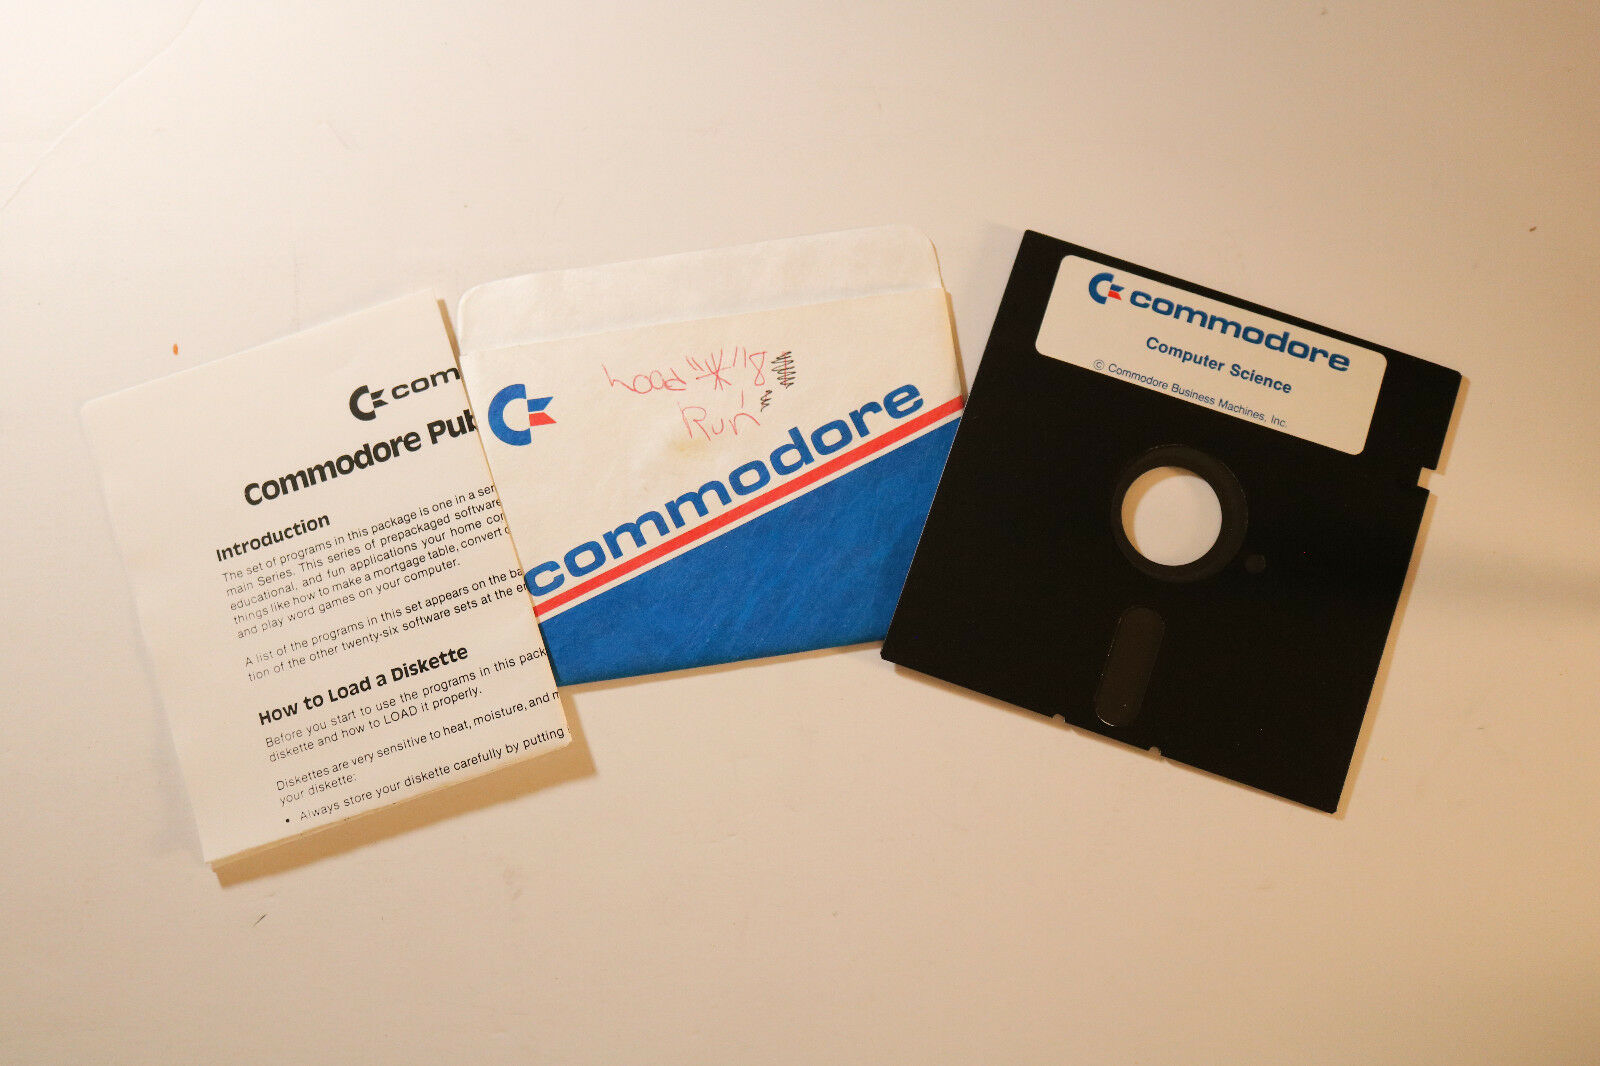 com
Commodore Pub
Introduction
The set of programs in this package is one in a ser
main Series. This series of prepackaged software
educational, and fun applications your home co
things like how to make a mortgage table, convert
and play word games on your computer.
A list of the programs in this set appears on the ba
tion of the other twenty-six software sets at the e
How to Load a Diskette
Before you start to use the programs in this pack
diskette and how to LOAD it properly.
Diskettes are very sensitive to heat, moisture, and m
your diskette:
• Always store your diskette carefully by putting
Load "*" 8
Run
commodore
commodore
Computer Science
© Commodore Business Machines, Inc.